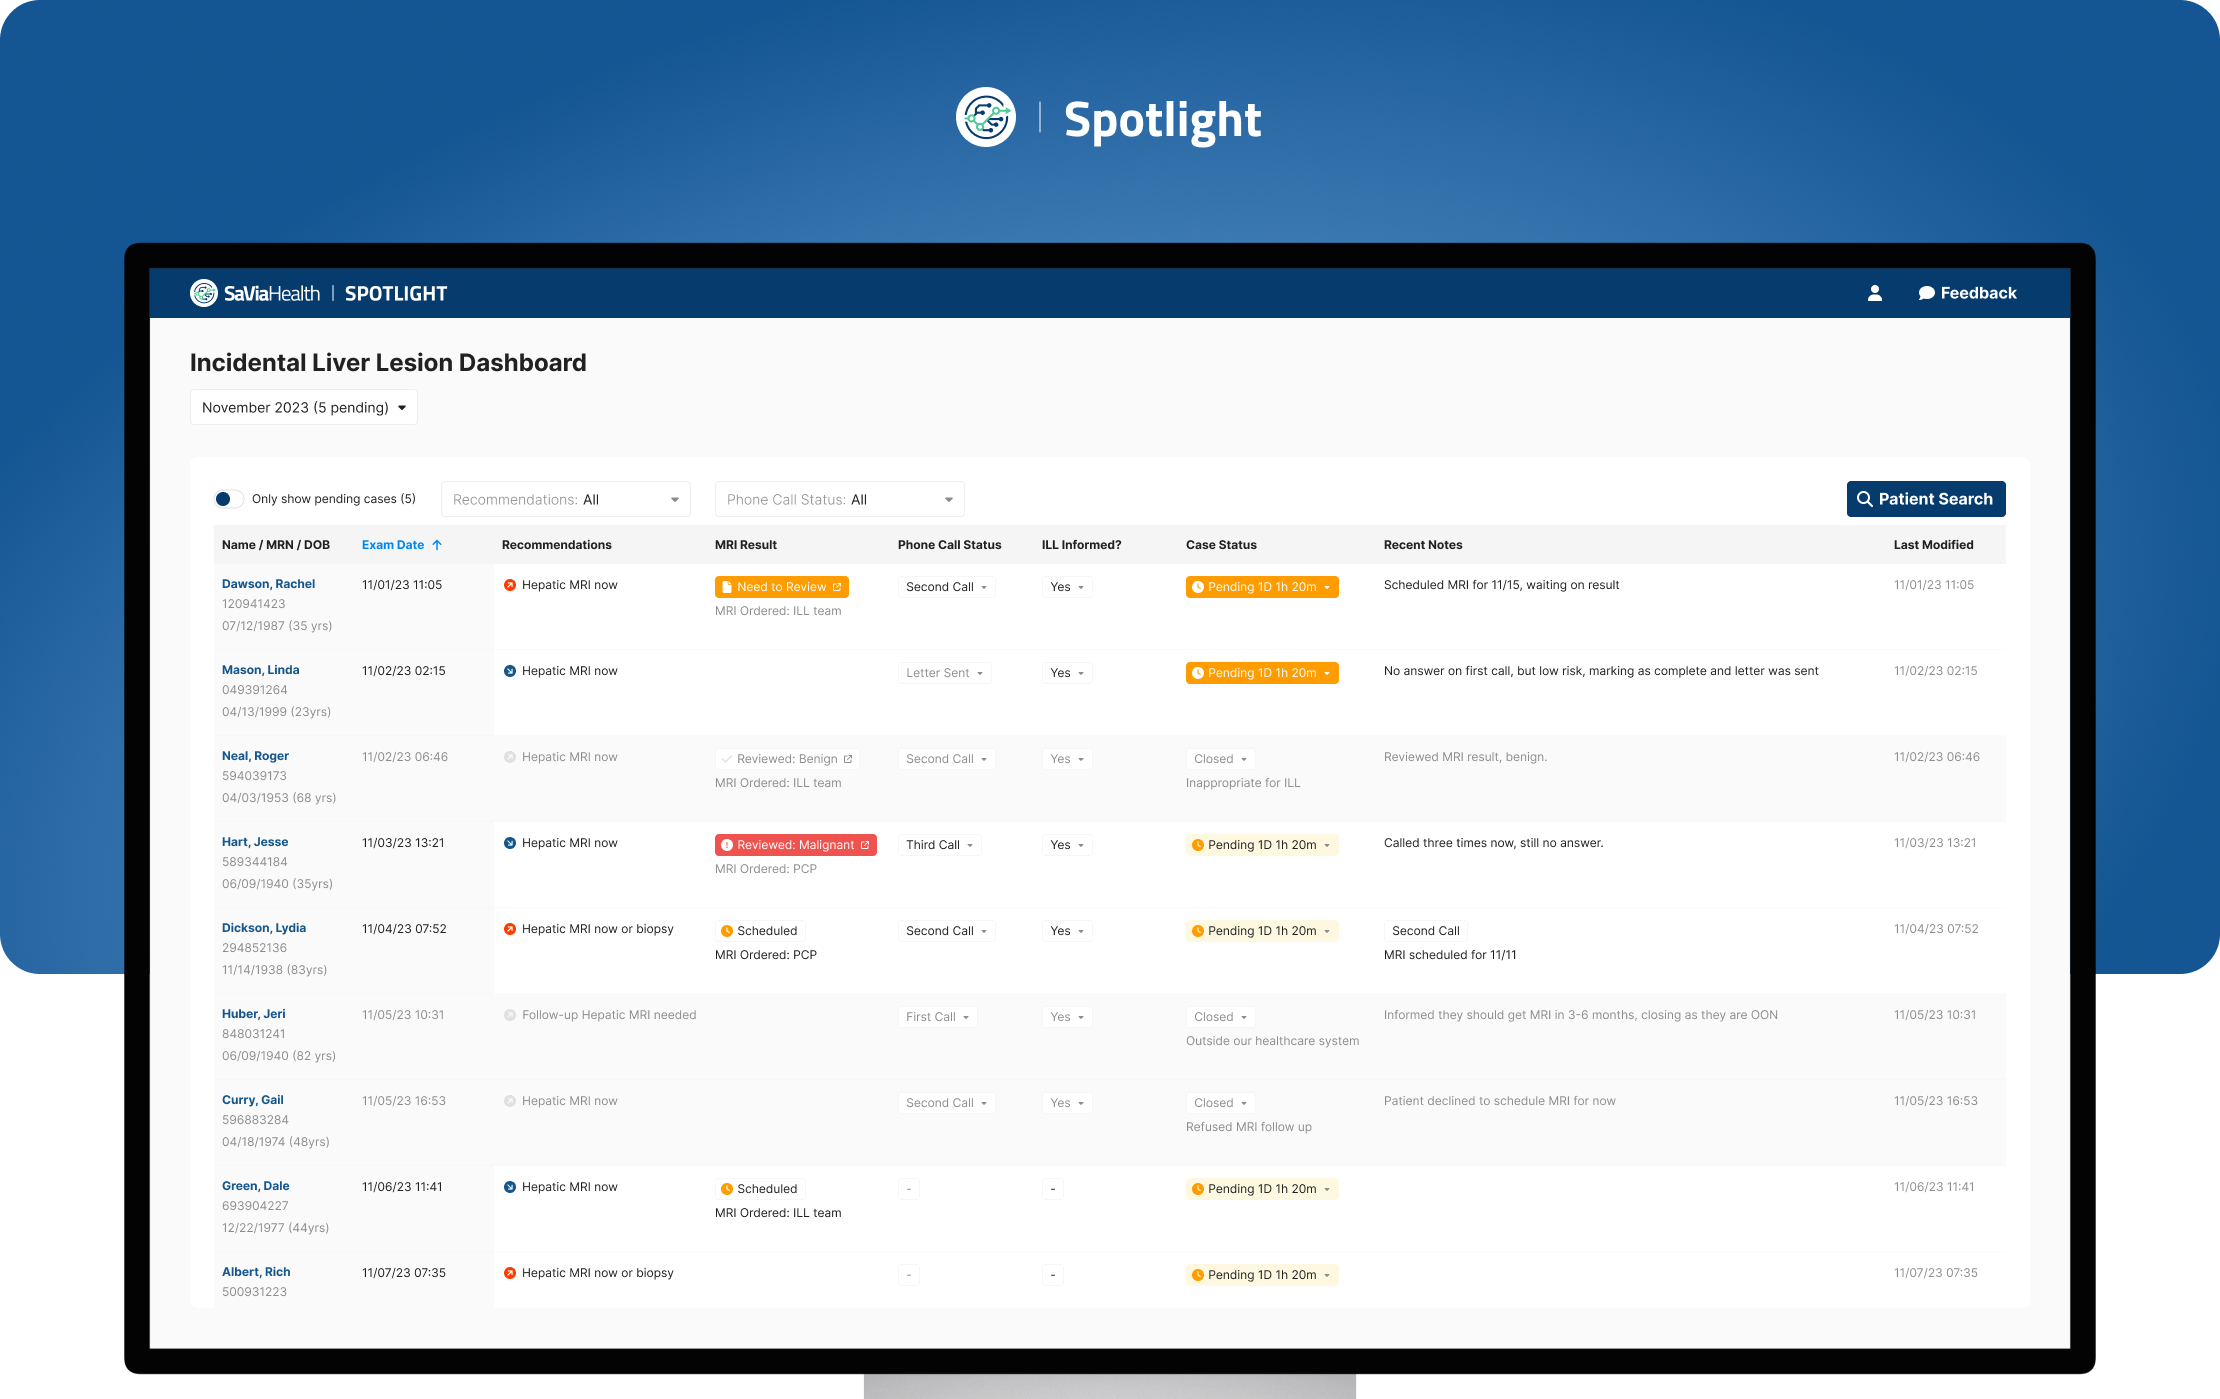 Spotlight
SaViaHealth | SPOTLIGHT
Feedback
Incidental Liver Lesion Dashboard
November 2023 (5 pending)
Only show pending cases (5)
Recommendations: All
Phone Call Status: All
Patient Search
Name / MRN / DOB Exam Date Recommendations MRI Result Phone Call Status ILL Informed? Case Status Recent Notes Last Modified
Dawson, Rachel 11/01/23 11:05 Hepatic MRI now Need to Review Second Call Yes Pending 1D 1h 20m Scheduled MRI for 11/15, waiting on result 11/01/23 11:05
120941423 MRI Ordered: ILL team
07/12/1987 (35 yrs)
Mason, Linda 11/02/23 02:15 Hepatic MRI now Letter Sent Yes Pending 1D 1h 20m No answer on first call, but low risk, marking as complete and letter was sent 11/02/23 02:15
049391264
04/13/1999 (23yrs)
Neal, Roger 11/02/23 06:46 Hepatic MRI now Reviewed: Benign Second Call Yes Closed Reviewed MRI result, benign. 11/02/23 06:46
594039173 MRI Ordered: ILL team Inappropriate for ILL
04/03/1953 (68 yrs)
Hart, Jesse 11/03/23 13:21 Hepatic MRI now Reviewed: Malignant Third Call Yes Pending 1D 1h 20m Called three times now, still no answer. 11/03/23 13:21
589344184 MRI Ordered: PCP
06/09/1940 (35yrs)
Dickson, Lydia 11/04/23 07:52 Hepatic MRI now or biopsy Scheduled Second Call Yes Pending 1D 1h 20m Second Call 11/04/23 07:52
294852136 MRI Ordered: PCP MRI scheduled for 11/11
11/14/1938 (83yrs)
Huber, Jeri 11/05/23 10:31 Follow-up Hepatic MRI needed First Call Yes Closed Informed they should get MRI in 3-6 months, closing as they are OON 11/05/23 10:31
848031241 Outside our healthcare system
06/09/1940 (82 yrs)
Curry, Gail 11/05/23 16:53 Hepatic MRI now Second Call Yes Closed Patient declined to schedule MRI for now 11/05/23 16:53
596883284 Refused MRI follow up
04/18/1974 (48yrs)
Green, Dale 11/06/23 11:41 Hepatic MRI now Scheduled - - Pending 1D 1h 20m 11/06/23 11:41
693904227 MRI Ordered: ILL team
12/22/1977 (44yrs)
Albert, Rich 11/07/23 07:35 Hepatic MRI now or biopsy - - Pending 1D 1h 20m 11/07/23 07:35
500931223